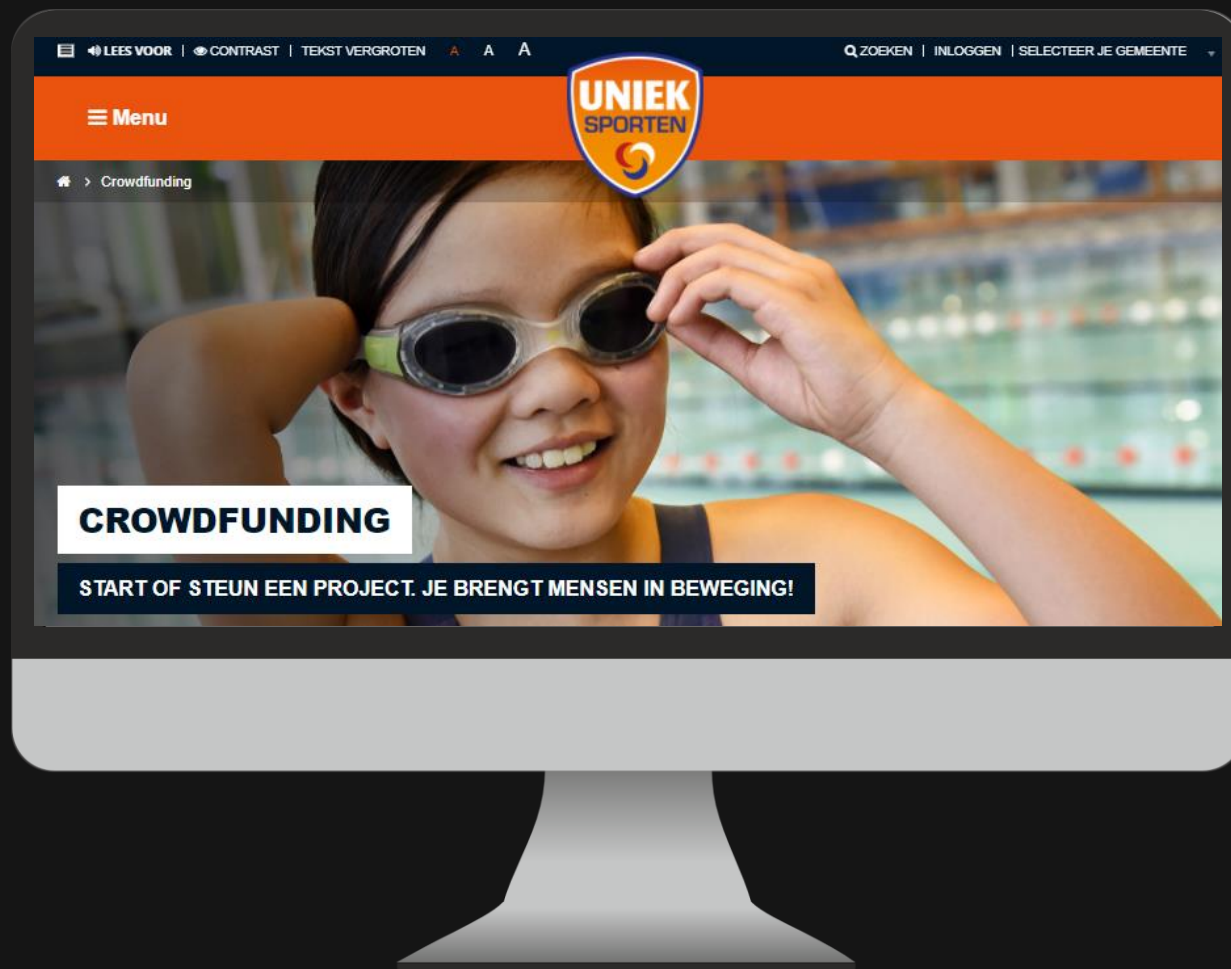 LEES VOOR | CONTRAST | TEKST VERGROTEN A A A
ZOEKEN | INLOGGEN | SELECTEER JE GEMEENTE
Menu
UNIEK
SPORTEN
> Crowdfunding
CROWDFUNDING
START OF STEUN EEN PROJECT. JE BRENGT MENSEN IN BEWEGING!